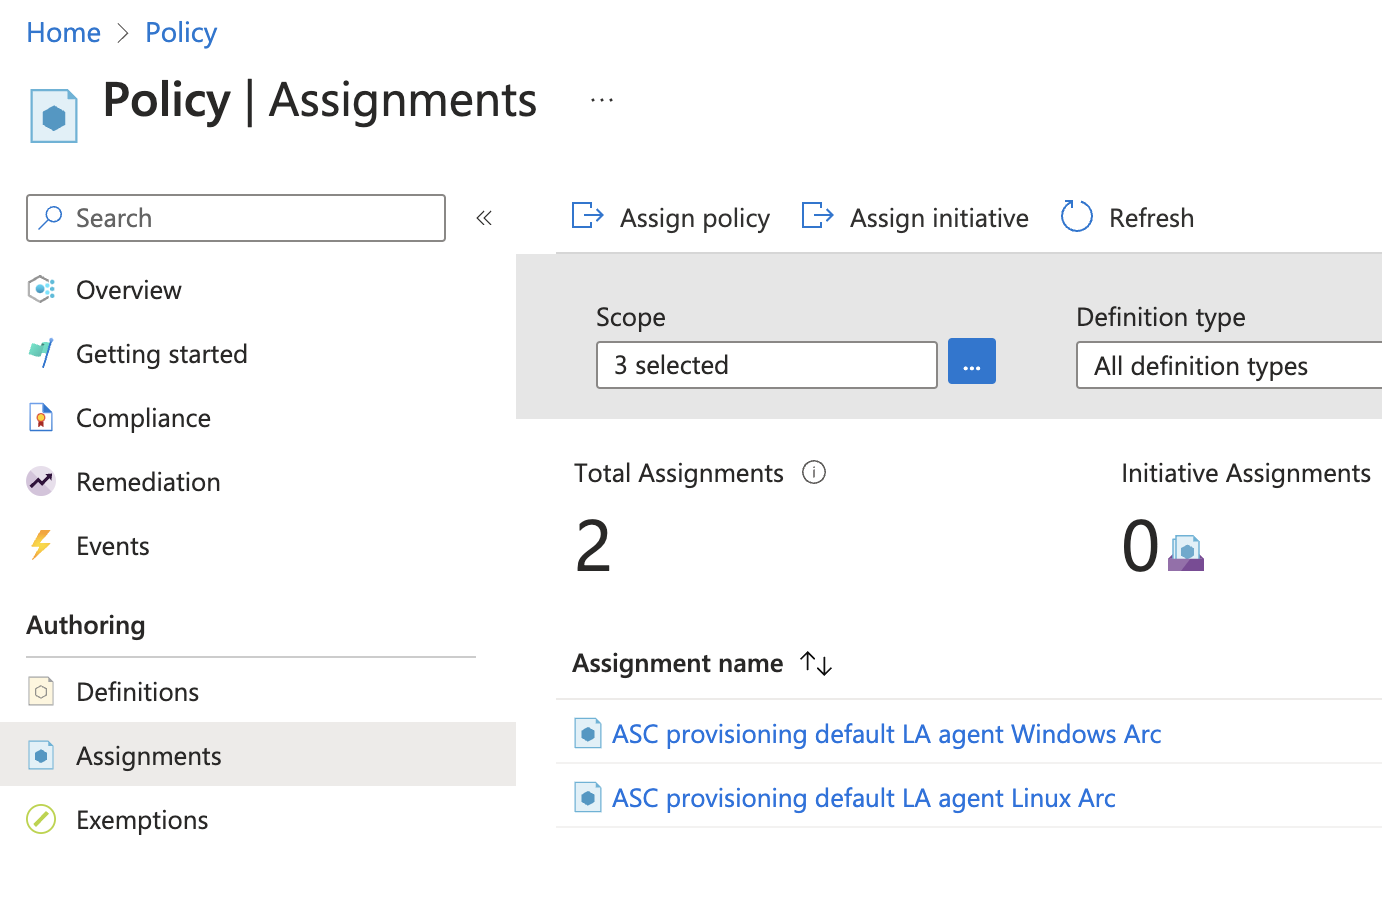 Home > Policy
Policy | Assignments ...
Search «
Overview
Getting started
Compliance
Remediation
Events
Authoring
Definitions
Assignments
Exemptions
Assign policy Assign initiative Refresh
Scope
3 selected ...
Definition type
All definition types
Total Assignments
2
Initiative Assignments
0
Assignment name ↑↓
ASC provisioning default LA agent Windows Arc
ASC provisioning default LA agent Linux Arc